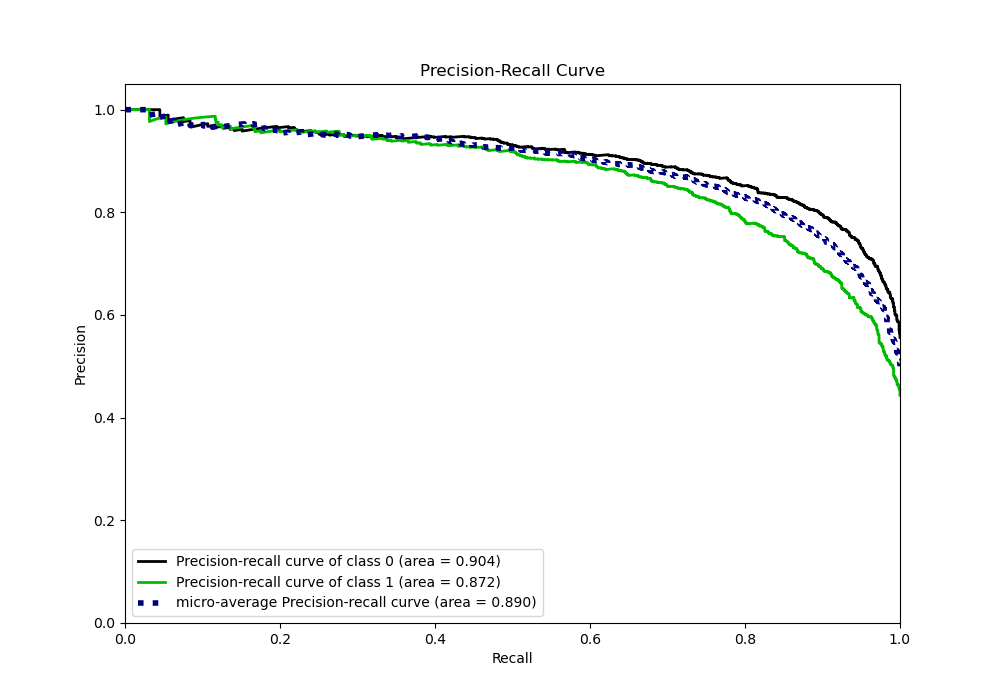 Precision-Recall Curve
1.0
0.8
0.6
0.4
0.2
0.0
Precision
Precision-recall curve of class 0 (area = 0.904)
Precision-recall curve of class 1 (area = 0.872)
micro-average Precision-recall curve (area = 0.890)
0.0 0.2 0.4 0.6 0.8 1.0
Recall